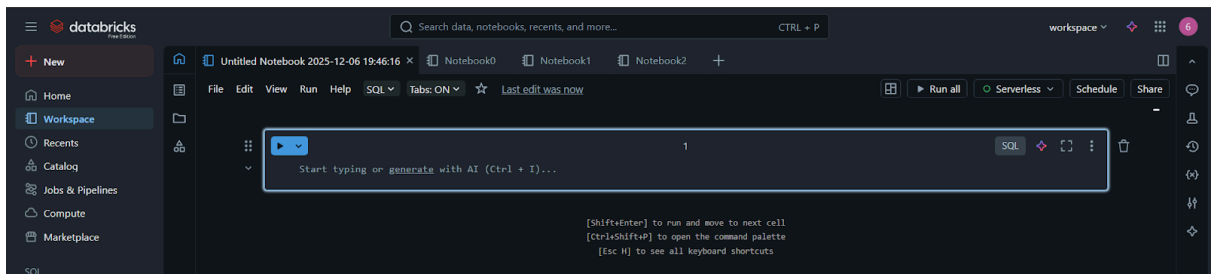 databricks
Free Edition
Search data, notebooks, recents, and more...
CTRL + P
workspace
6
New
Home
Workspace
Recents
Catalog
Jobs & Pipelines
Compute
Marketplace
SQL
Untitled Notebook 2025-12-06 19:46:16
Notebook0
Notebook1
Notebook2
File Edit View Run Help SQL Tabs: ON Last edit was now
Run all
Serverless
Schedule
Share
1
SQL
Start typing or generate with AI (Ctrl + I)...
[Shift+Enter] to run and move to next cell
[Ctrl+Shift+P] to open the command palette
[Esc H] to see all keyboard shortcuts